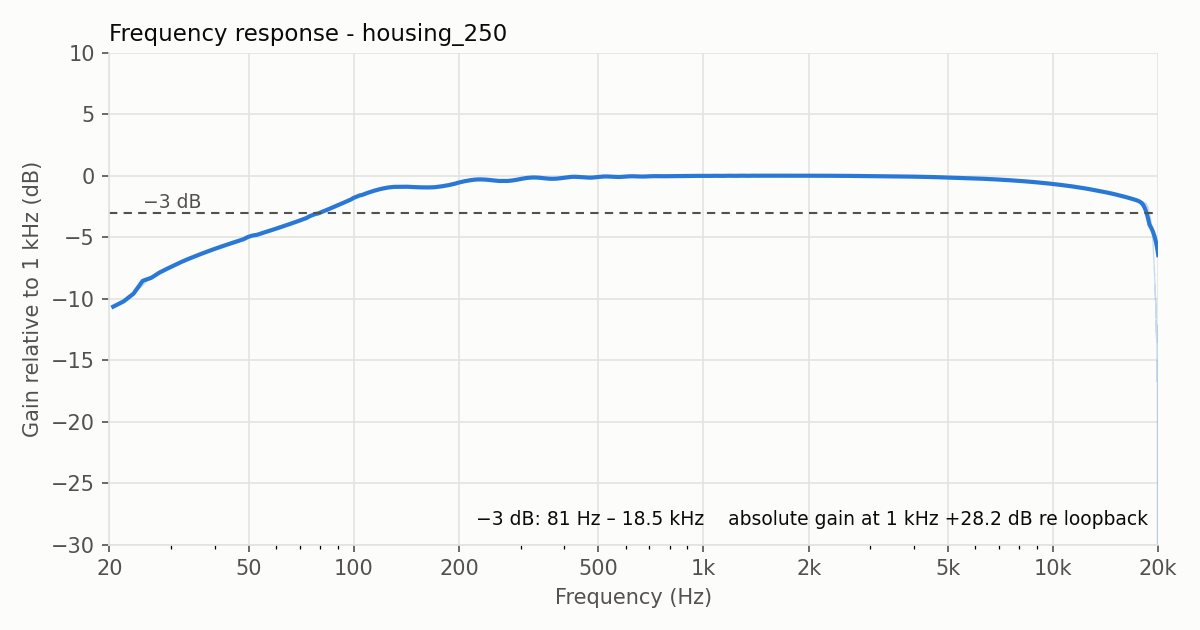 Frequency response - housing_250
Gain relative to 1 kHz (dB)
10
5
0
−5
−10
−15
−20
−25
−30
−3 dB
−3 dB: 81 Hz – 18.5 kHz    absolute gain at 1 kHz +28.2 dB re loopback
20 50 100 200 500 1k 2k 5k 10k 20k
Frequency (Hz)